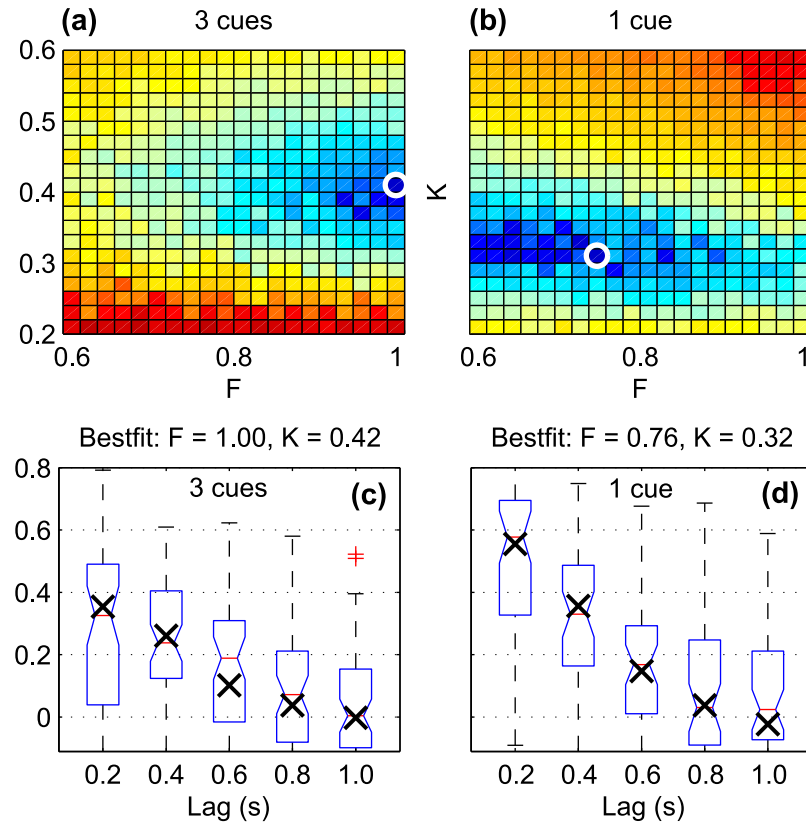 (a) 3 cues
(b) 1 cue
0.6
0.5
0.4
0.3
0.2
K
0.6 0.8 1
F
0.6 0.8 1
F
Bestfit: F = 1.00, K = 0.42
Bestfit: F = 0.76, K = 0.32
0.8
0.6
0.4
0.2
0
3 cues (c)
1 cue (d)
0.2 0.4 0.6 0.8 1.0
Lag (s)
0.2 0.4 0.6 0.8 1.0
Lag (s)